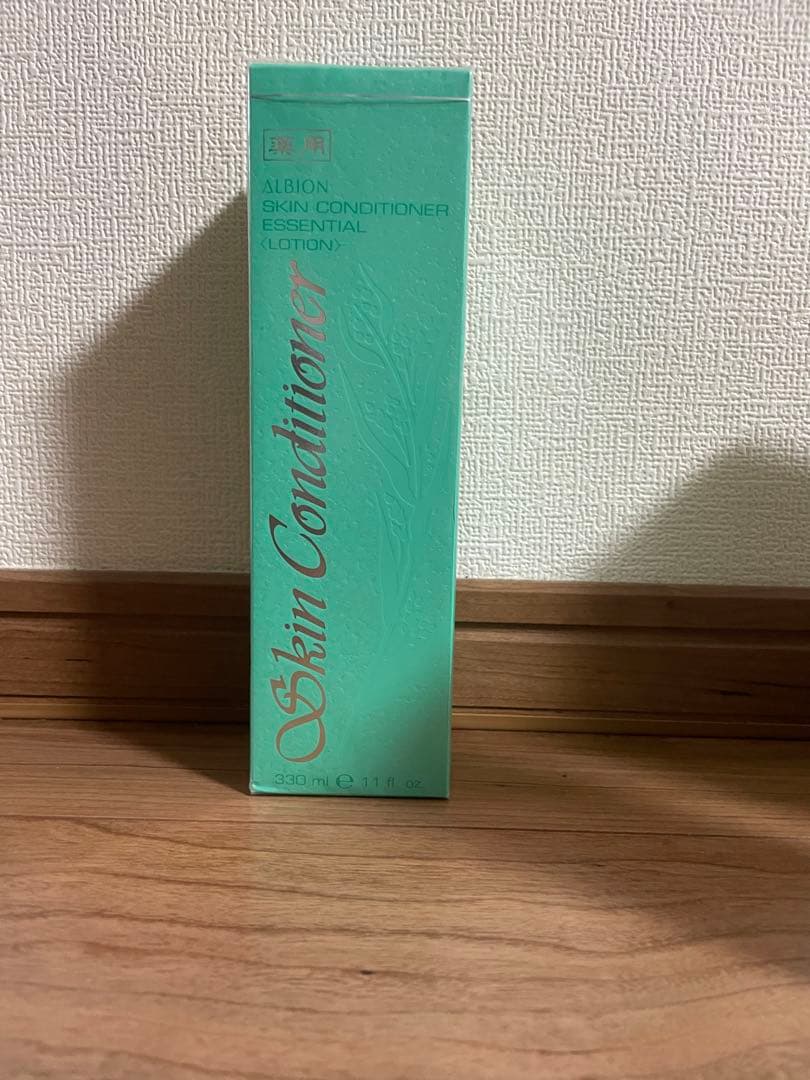 薬用
ALBION
SKIN CONDITIONER
ESSENTIAL
〈LOTION〉
Skin Conditioner
330 ml ℮ 11 fl. oz.